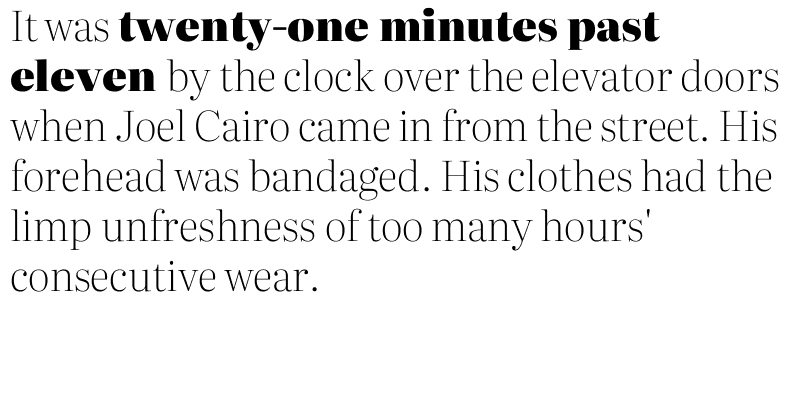 It was twenty-one minutes past
eleven by the clock over the elevator doors
when Joel Cairo came in from the street. His
forehead was bandaged. His clothes had the
limp unfreshness of too many hours'
consecutive wear.